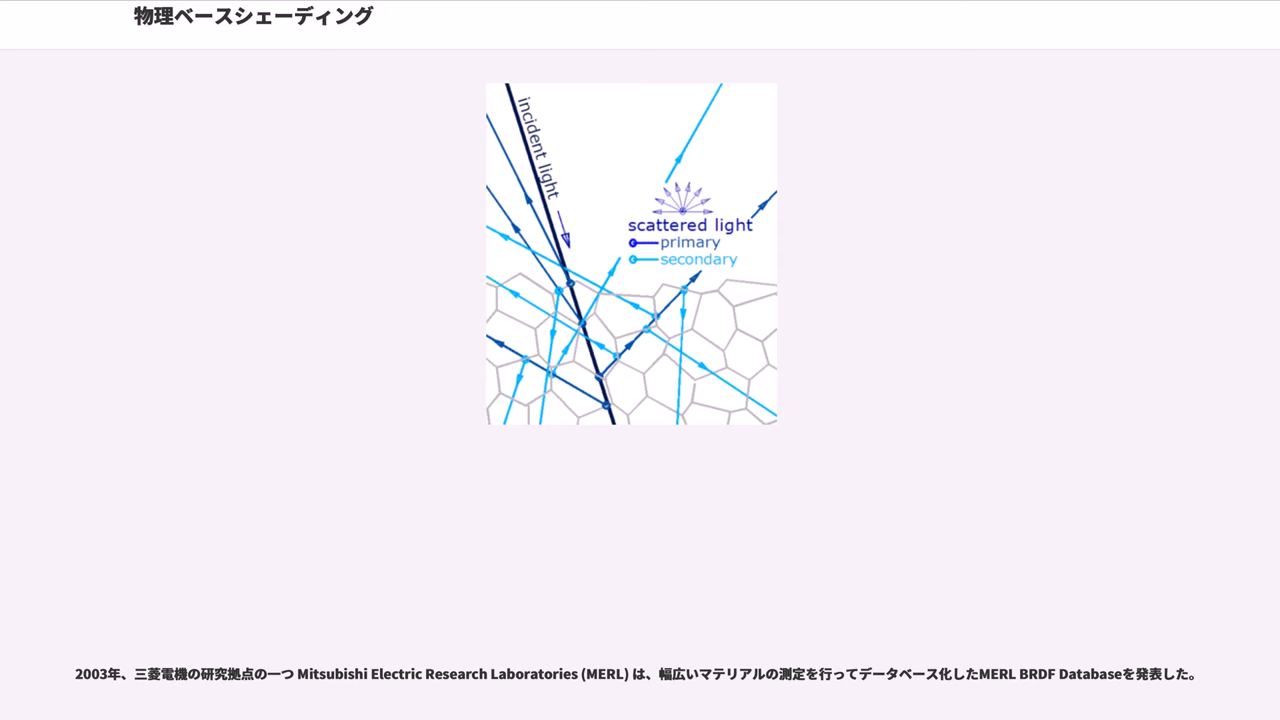 物理ベースシェーディング
incident light
scattered light
primary
secondary
2003年、三菱電機の研究拠点の一つ Mitsubishi Electric Research Laboratories (MERL) は、幅広いマテリアルの測定を行ってデータベース化したMERL BRDF Databaseを発表した。